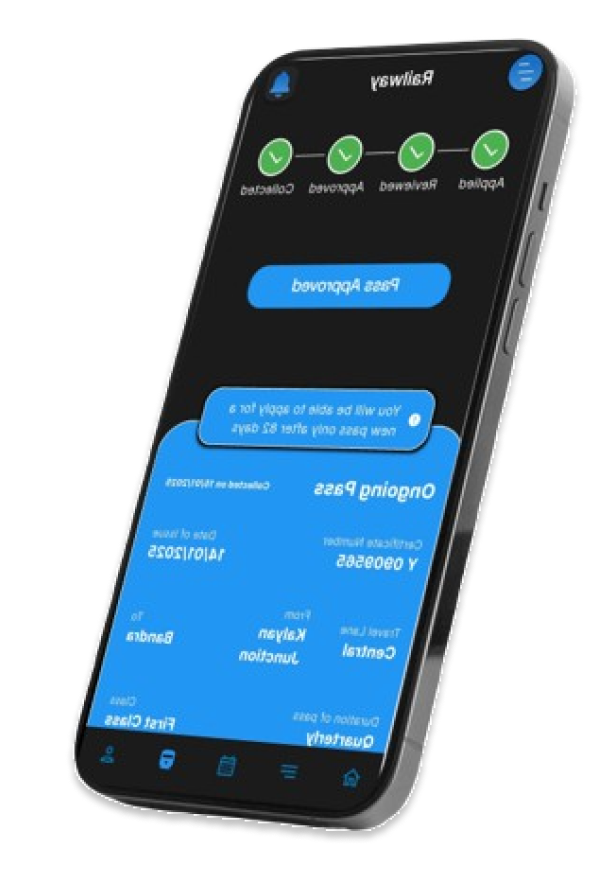 Railway
Applied Reviewed Approved Collected
Pass Approved
You will be able to apply for a
new pass only after 82 days
Ongoing Pass Collected on 15/01/2025
Certificate Number Date of Issue
Y 0909565 14/01/2025
Travel Lane From To
Central Kalyan Bandra
Junction
Duration of pass Class
Quarterly First Class